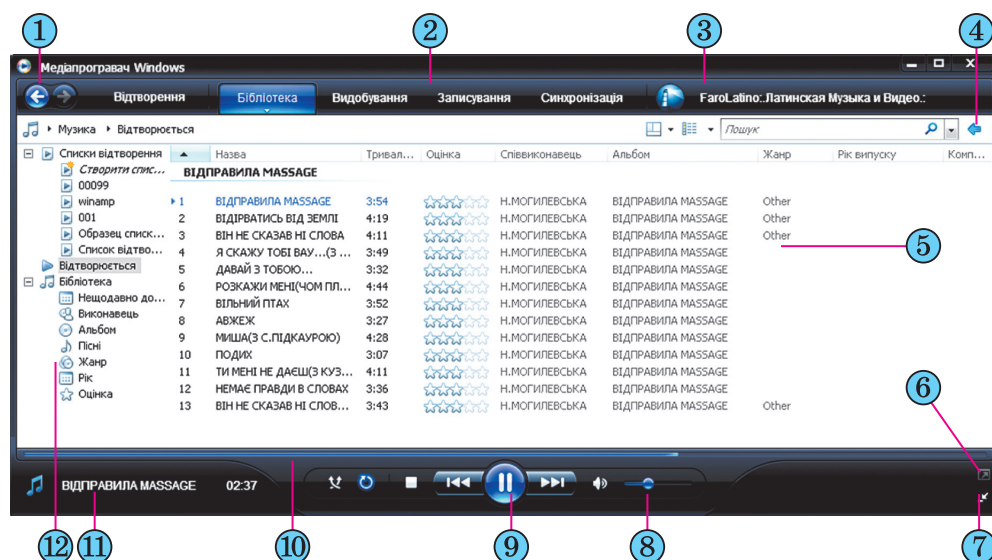 1 2 3 4
Медіапрогравач Windows
Відтворення Бібліотека Видобування Записування Синхронізація FaroLatino:.Латинская Музыка и Видео.:
Музика Відтворюється Пошук
Списки відтворення Назва Тривал... Оцінка Співвиконавець Альбом Жанр Рік випуску Комп...
Створити спис... ВІДПРАВИЛА MASSAGE
00099
winamp 1 ВІДПРАВИЛА MASSAGE 3:54 Н.МОГИЛЕВСЬКА ВІДПРАВИЛА MASSAGE Other
001 2 ВІДІРВАТИСЬ ВІД ЗЕМЛІ 4:19 Н.МОГИЛЕВСЬКА ВІДПРАВИЛА MASSAGE Other
Образец списк... 3 ВІН НЕ СКАЗАВ НІ СЛОВА 4:11 Н.МОГИЛЕВСЬКА ВІДПРАВИЛА MASSAGE Other
5
Список відтво... 4 Я СКАЖУ ТОБІ ВАУ...(З ... 3:49 Н.МОГИЛЕВСЬКА ВІДПРАВИЛА MASSAGE
Відтворюється 5 ДАВАЙ З ТОБОЮ... 3:32 Н.МОГИЛЕВСЬКА ВІДПРАВИЛА MASSAGE
Бібліотека 6 РОЗКАЖИ МЕНІ(ЧОМ ПЛ... 4:44 Н.МОГИЛЕВСЬКА ВІДПРАВИЛА MASSAGE
Нещодавно до... 7 ВІЛЬНИЙ ПТАХ 3:52 Н.МОГИЛЕВСЬКА ВІДПРАВИЛА MASSAGE
Виконавець 8 АВЖЕЖ 3:27 Н.МОГИЛЕВСЬКА ВІДПРАВИЛА MASSAGE
Альбом 9 МИША(З С.ПІДКАУРОЮ) 4:28 Н.МОГИЛЕВСЬКА ВІДПРАВИЛА MASSAGE
Пісні 10 ПОДИХ 3:07 Н.МОГИЛЕВСЬКА ВІДПРАВИЛА MASSAGE
Жанр 11 ТИ МЕНІ НЕ ДАЄШ(З КУЗ... 4:11 Н.МОГИЛЕВСЬКА ВІДПРАВИЛА MASSAGE
Рік 12 НЕМАЄ ПРАВДИ В СЛОВАХ 3:36 Н.МОГИЛЕВСЬКА ВІДПРАВИЛА MASSAGE
Оцінка 13 ВІН НЕ СКАЗАВ НІ СЛОВ... 3:43 Н.МОГИЛЕВСЬКА ВІДПРАВИЛА MASSAGE Other
6
ВІДПРАВИЛА MASSAGE 02:37
12 11 10 9 8 7